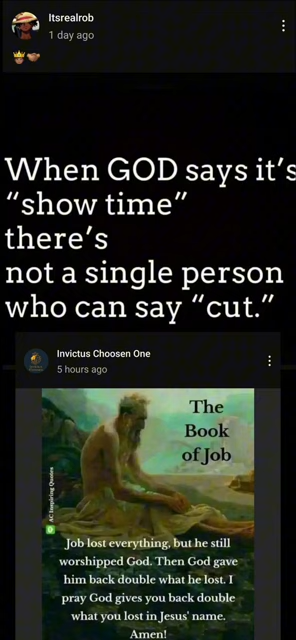 Itsrealrob
1 day ago
When GOD says it's
"show time"
there's
not a single person
who can say "cut."
Invictus Choosen One
5 hours ago
The
Book
of Job
AC Inspiring Quotes
Job lost everything, but he still
worshipped God. Then God gave
him back double what he lost. I
pray God gives you back double
what you lost in Jesus' name.
Amen!